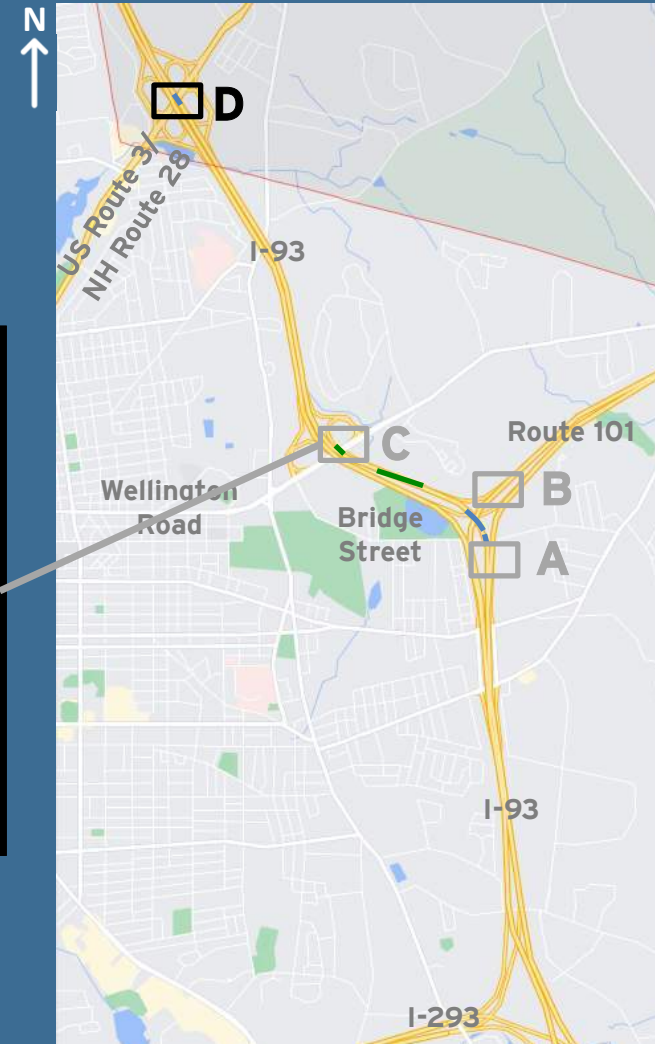 N
D
US Route 3/
NH Route 28
I-93
C
Route 101
B
Wellington
Road
Bridge
Street
A
I-93
I-293